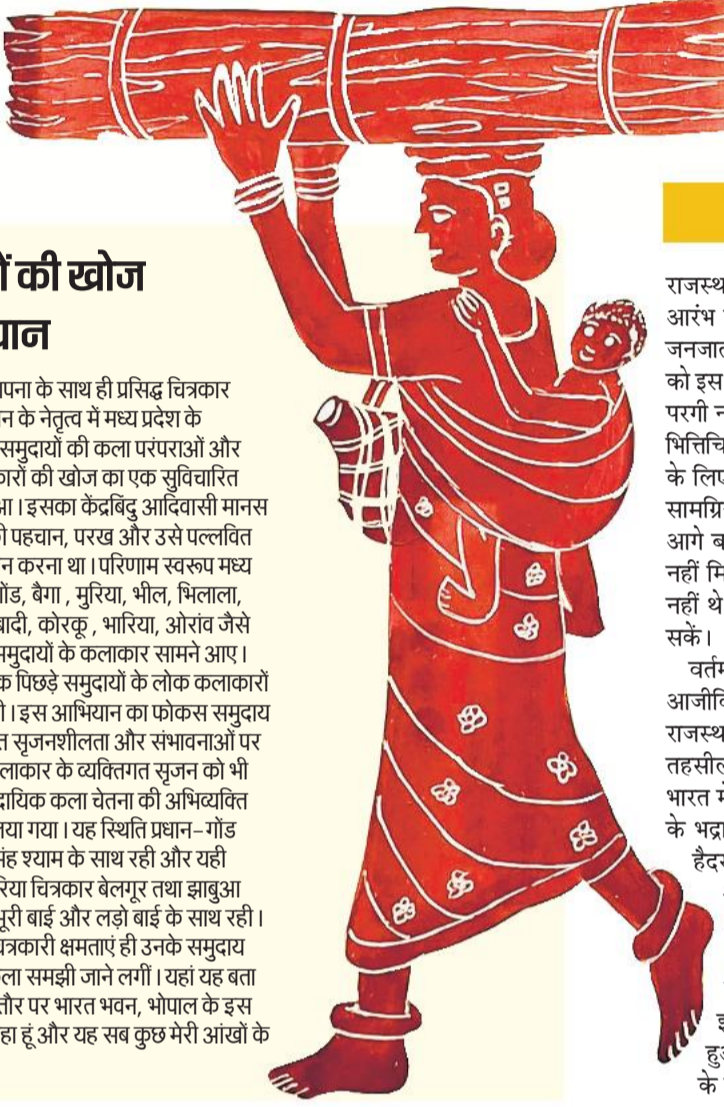 की खोज
पना के साथ ही प्रसिद्ध चित्रकार
न के नेतृत्व में मध्य प्रदेश के
समुदायों की कला परंपराओं और
कारों की खोज का एक सुविचारित
आ। इसका केंद्रबिंदु आदिवासी मानस
की पहचान, परख और उसे पल्लवित
न करना था। परिणाम स्वरूप मध्य
गोंड, बैगा , मुरिया, भील, भिलाला,
बादी, कोरकू , भारिया, ओरांव जैसे
समुदायों के कलाकार सामने आए।
क पिछड़े समुदायों के लोक कलाकारों
ी। इस अभियान का फोकस समुदाय
त सृजनशीलता और संभावनाओं पर
लाकार के व्यक्तिगत सृजन को भी
दायिक कला चेतना की अभिव्यक्ति
लया गया। यह स्थिति प्रधान–गोंड
संह श्याम के साथ रही और यही
रिया चित्रकार बेलगूर तथा झाबुआ
भूरी बाई और लड़ो बाई के साथ रही।
चत्रकारी क्षमताएं ही उनके समुदाय
कला समझी जाने लगीं। यहां यह बता
तौर पर भारत भवन, भोपाल के इस
हा हूं और यह सब कुछ मेरी आंखों के
राजस्थ
आरंभ
जनजात
को इस
परगी न
भित्तिचि
के लिए
सामग्रि
आगे ब
नहीं मि
नहीं थे
सकें।
वर्तम
आजीवि
राजस्थ
तहसील
भारत में
के भद्रा
हैदर
हुअ
के